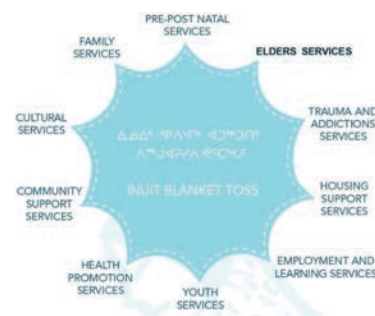 PRE-POST NATAL
SERVICES
FAMILY
SERVICES
ELDERS SERVICES
CULTURAL
SERVICES
TRAUMA AND
ADDICTIONS
SERVICES
INUIT BLANKET TOSS
COMMUNITY
SUPPORT
SERVICES
HOUSING
SUPPORT
SERVICES
HEALTH
PROMOTION
SERVICES
EMPLOYMENT AND
LEARNING SERVICES
YOUTH
SERVICES